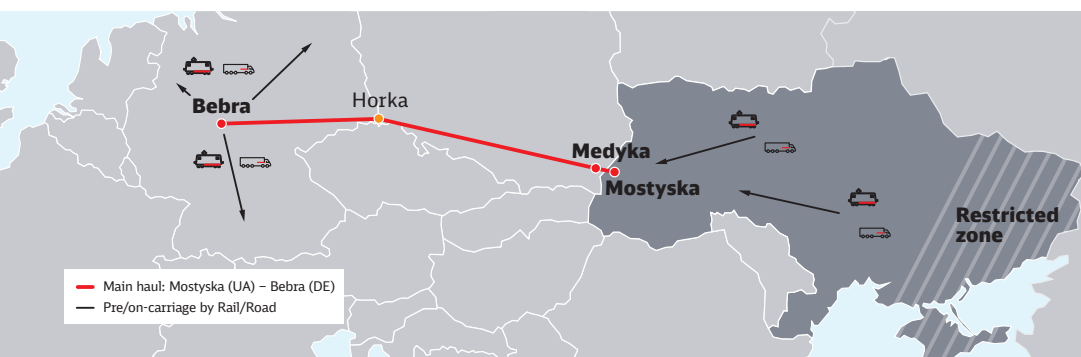 Bebra
Horka
Medyka
Mostyska
Restricted
zone
Main haul: Mostyska (UA) – Bebra (DE)
Pre/on-carriage by Rail/Road